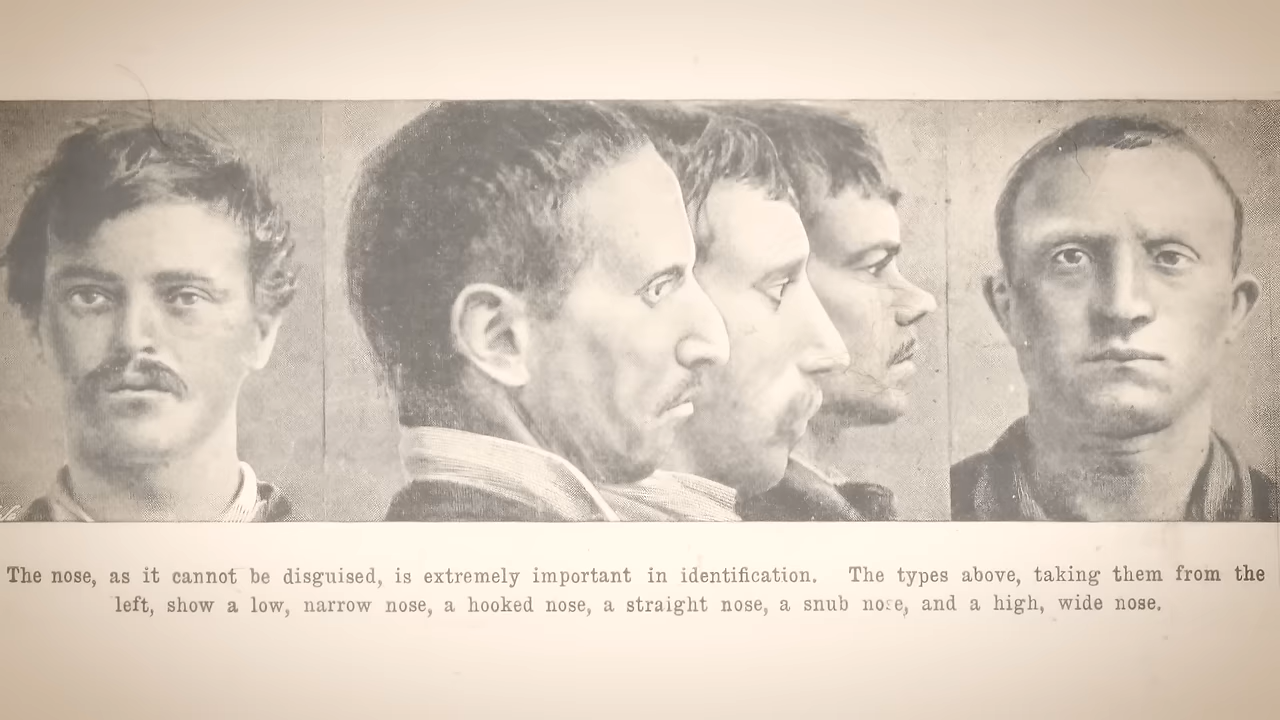 The nose, as it cannot be disguised, is extremely important in identification. The types above, taking them from the
left, show a low, narrow nose, a hooked nose, a straight nose, a snub nose, and a high, wide nose.